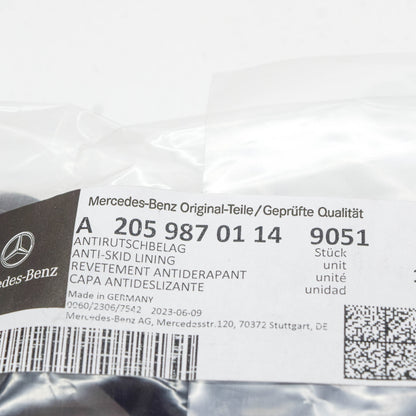 Mercedes-Benz Original-Teile/Geprüfte Qualität
A 205 987 01 14 9051
ANTIRUTSCHBELAG Stück
ANTI-SKID LINING unit
REVETEMENT ANTIDERAPANT unité
CAPA ANTIDESLIZANTE unidad
Made in GERMANY
0060/2306/7542 2023-06-09
Mercedes-Benz AG, Mercedesstr.120, 70372 Stuttgart, DE
edes-Benz